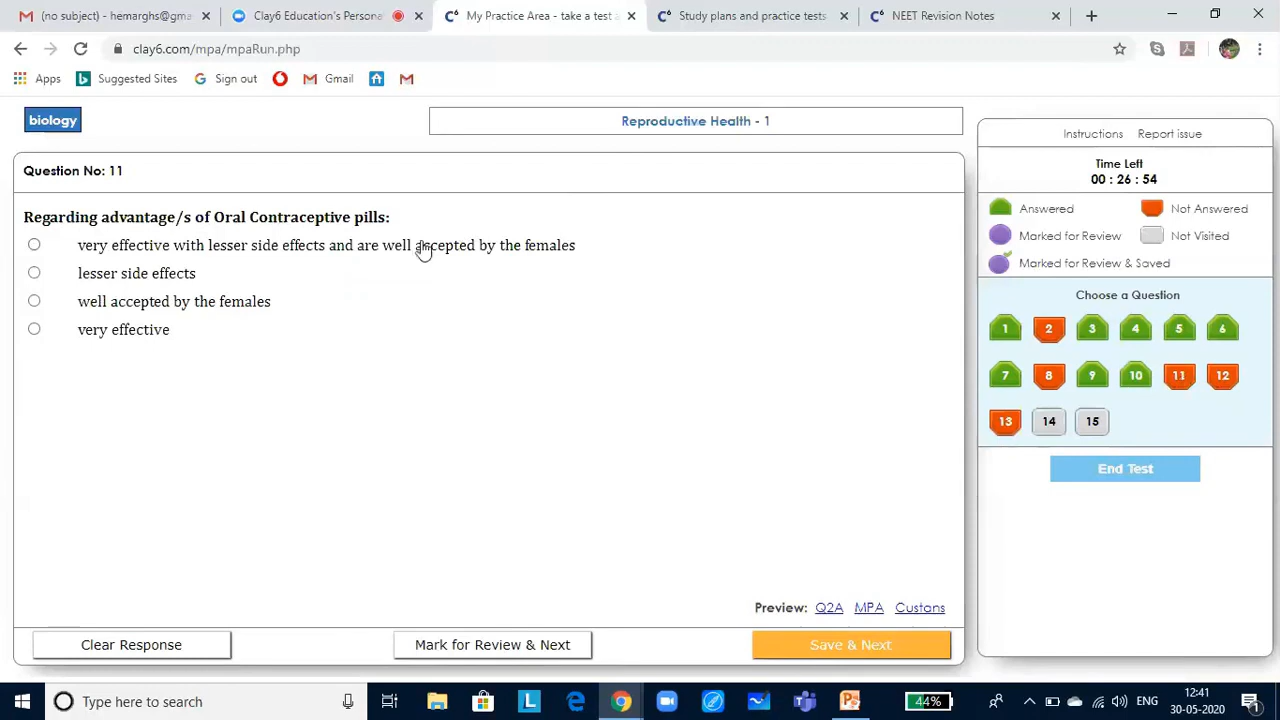 (no subject) - hemarghs@gma
Clay6 Education's Persona
My Practice Area - take a test a
Study plans and practice tests
NEET Revision Notes
clay6.com/mpa/mpaRun.php
Apps
Suggested Sites
Sign out
Gmail
biology
Reproductive Health - 1
Instructions Report issue
Question No: 11
Time Left
00 : 26 : 54
Answered
Not Answered
Marked for Review
Not Visited
Marked for Review & Saved
Regarding advantage/s of Oral Contraceptive pills:
very effective with lesser side effects and are well accepted by the females
lesser side effects
well accepted by the females
very effective
Choose a Question
1 2 3 4 5 6
7 8 9 10 11 12
13 14 15
End Test
Preview: Q2A MPA Custans
Clear Response
Mark for Review & Next
Save & Next
Type here to search
44%
ENG
12:41
30-05-2020
1